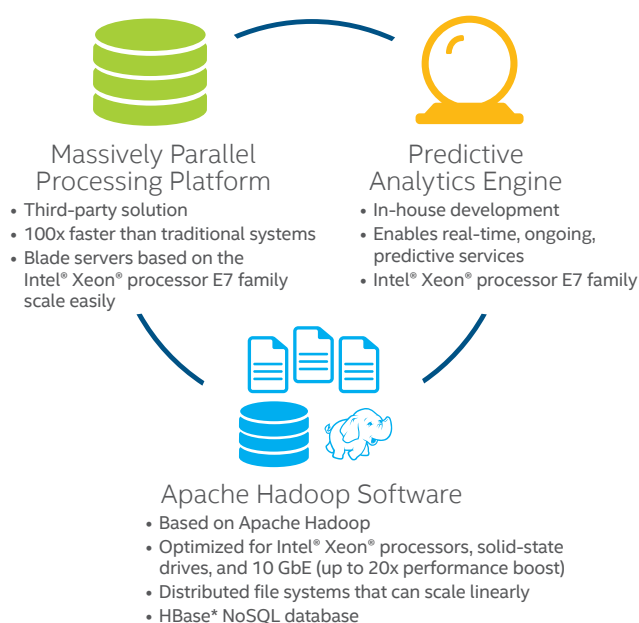 Massively Parallel
Processing Platform
• Third-party solution
• 100x faster than traditional systems
• Blade servers based on the
Intel® Xeon® processor E7 family
scale easily
Predictive
Analytics Engine
• In-house development
• Enables real-time, ongoing,
predictive services
• Intel® Xeon® processor E7 family
Apache Hadoop Software
• Based on Apache Hadoop
• Optimized for Intel® Xeon® processors, solid-state
drives, and 10 GbE (up to 20x performance boost)
• Distributed file systems that can scale linearly
• HBase* NoSQL database